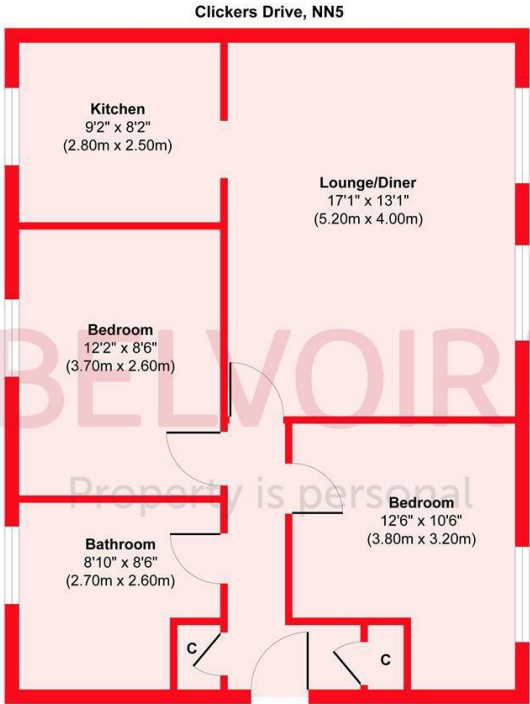 Clickers Drive, NN5
Kitchen
9'2" x 8'2"
(2.80m x 2.50m)
Lounge/Diner
17'1" x 13'1"
(5.20m x 4.00m)
Bedroom
12'2" x 8'6"
(3.70m x 2.60m)
BELVOIR
Property is personal
Bedroom
12'6" x 10'6"
(3.80m x 3.20m)
Bathroom
8'10" x 8'6"
(2.70m x 2.60m)
C
C